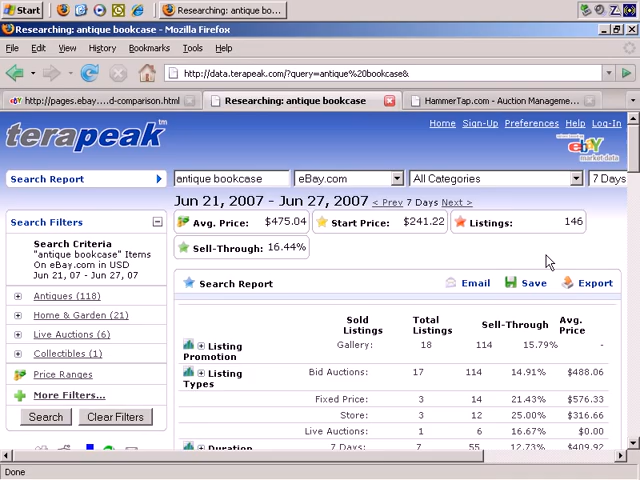 Start Researching: antique bo...
Researching: antique bookcase - Mozilla Firefox
File Edit View History Bookmarks Tools Help
http://data.terapeak.com/?query=antique%20bookcase&
http://pages.ebay....d-comparison.html Researching: antique bookcase HammerTap.com - Auction Manageme...
terapeak™
Home Sign-Up Preferences Help Log-In
ebY
market data
Search Report antique bookcase eBay.com All Categories 7 Days
Jun 21, 2007 - Jun 27, 2007 < Prev 7 Days Next >
Search Filters
Avg. Price: $475.04 Start Price: $241.22 Listings: 146
Sell-Through: 16.44%
Search Criteria
"antique bookcase" Items
On eBay.com in USD
Jun 21, 07 - Jun 27, 07
Antiques (118)
Home & Garden (21)
Live Auctions (6)
Collectibles (1)
Price Ranges
More Filters...
Search Clear Filters
Search Report Email Save Export
Sold Listings Total Listings Sell-Through Avg. Price
Listing Promotion Gallery: 18 114 15.79% -
Listing Types Bid Auctions: 17 114 14.91% $488.06
Fixed Price: 3 14 21.43% $576.33
Store: 3 12 25.00% $316.66
Live Auctions: 1 6 16.67% $0.00
Duration 7 Days: 7 55 12.73% $409.92
Done